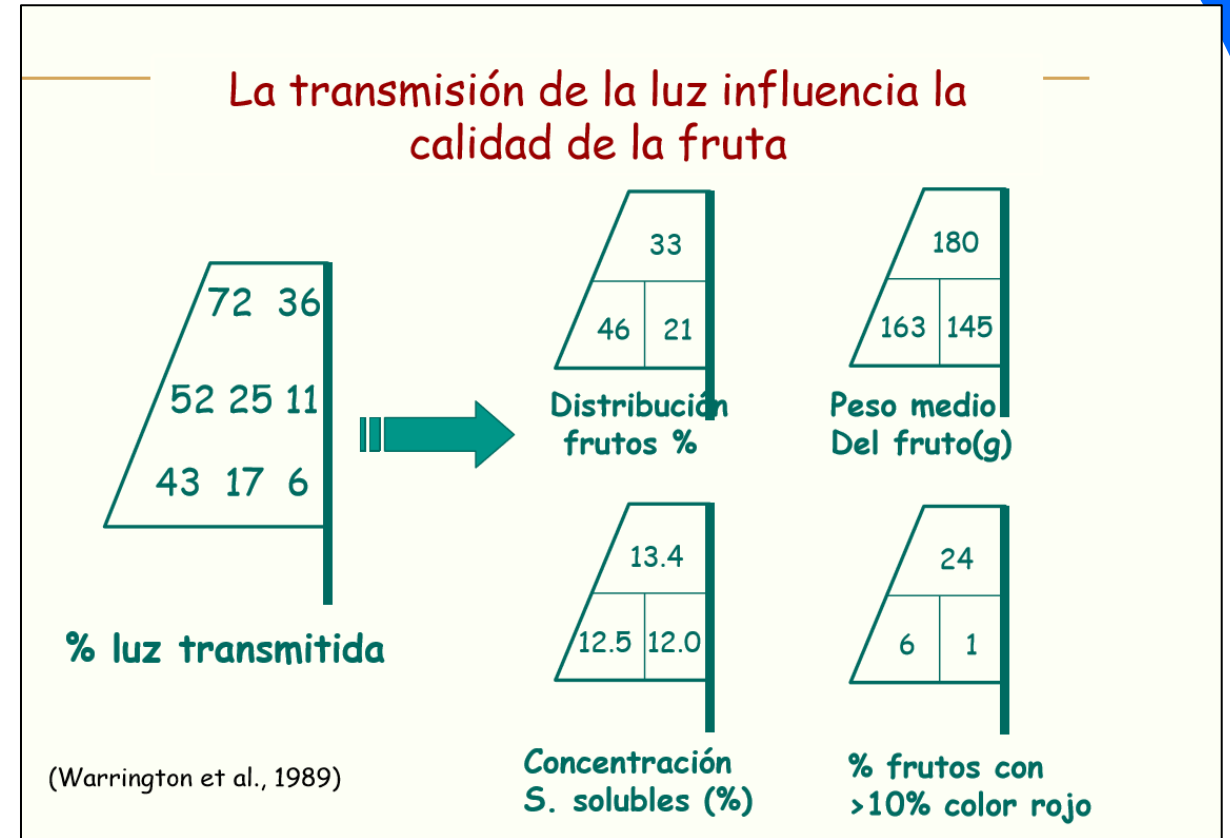 La transmisión de la luz influencia la
calidad de la fruta
72 36
52 25 11
43 17 6
% luz transmitida
33
46 21
Distribución
frutos %
180
163 145
Peso medio
Del fruto(g)
13.4
12.5 12.0
Concentración
S. solubles (%)
24
6 1
% frutos con
>10% color rojo
(Warrington et al., 1989)